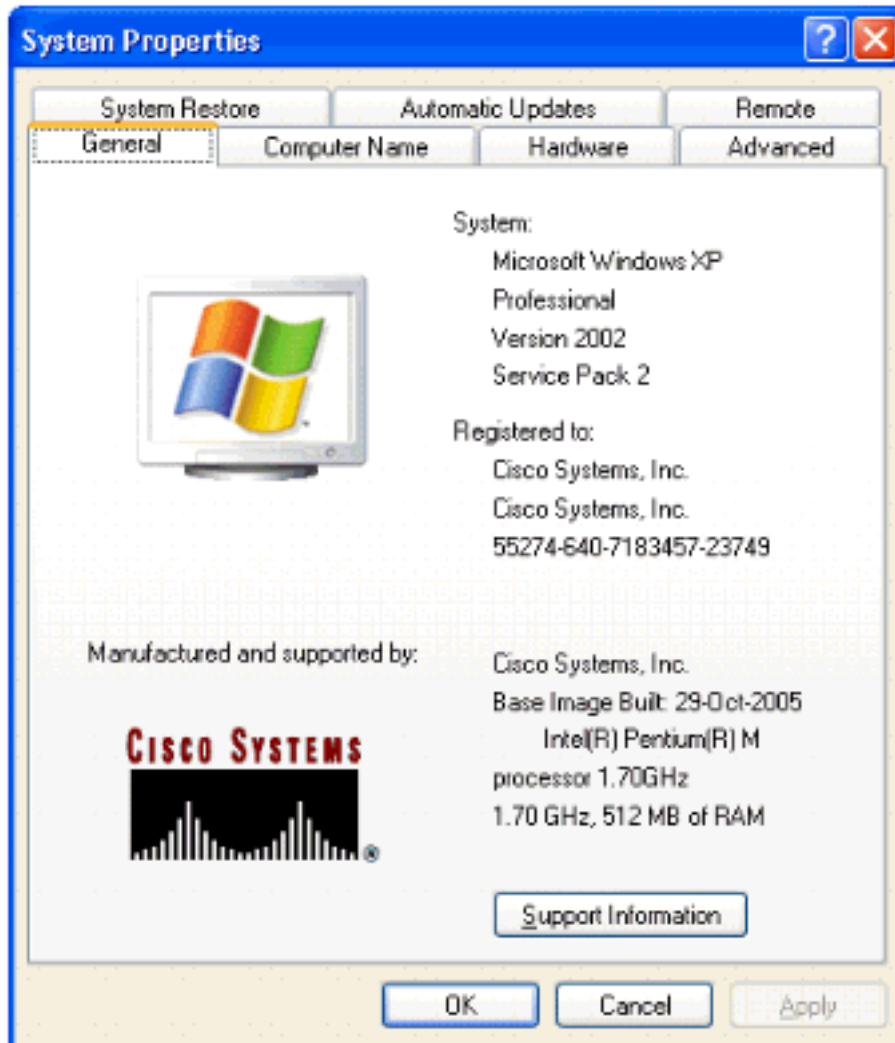 System Properties
System Restore
Automatic Updates
Remote
General
Computer Name
Hardware
Advanced
System:
Microsoft Windows XP
Professional
Version 2002
Service Pack 2
Registered to:
Cisco Systems, Inc.
Cisco Systems, Inc.
55274-640-7183457-23749
Manufactured and supported by:
Cisco Systems, Inc.
Base Image Built: 29-Oct-2005
Intel(R) Pentium(R) M
processor 1.70GHz
1.70 GHz, 512 MB of RAM
CISCO SYSTEMS
®
Support Information
OK
Cancel
Apply